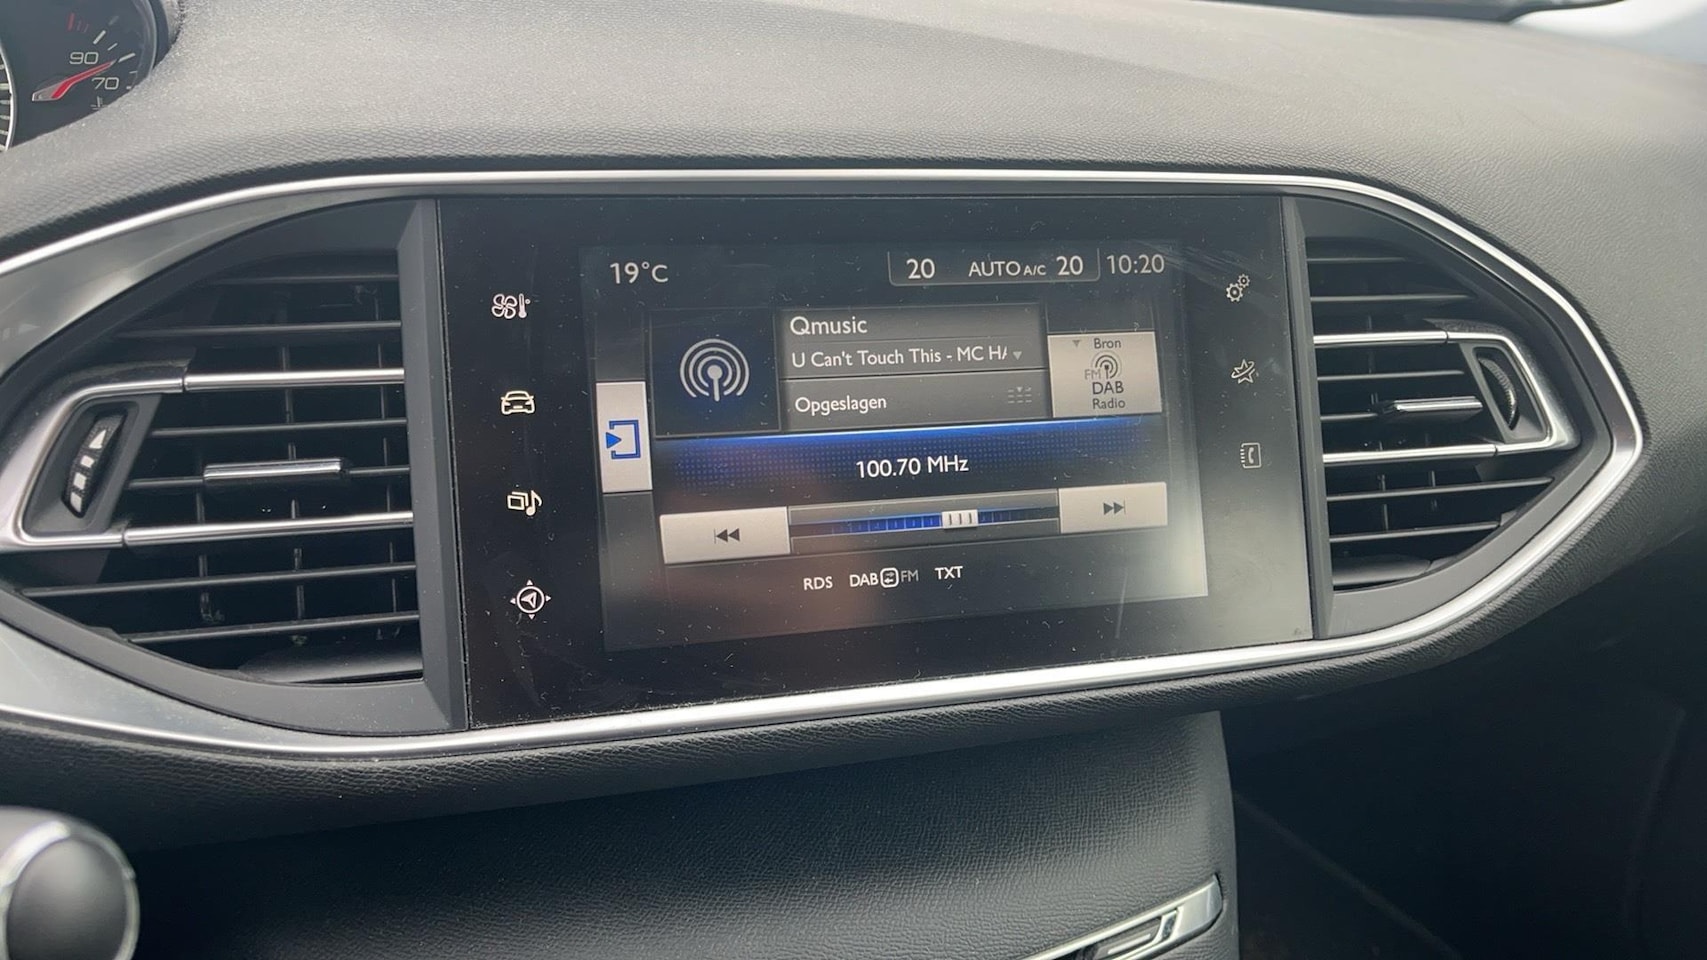 90
70
19°C
20 AUTO A/C 20 10:20
Qmusic
U Can't Touch This - MC HA
Opgeslagen
Bron
FM
DAB
Radio
100.70 MHz
RDS DAB FM TXT